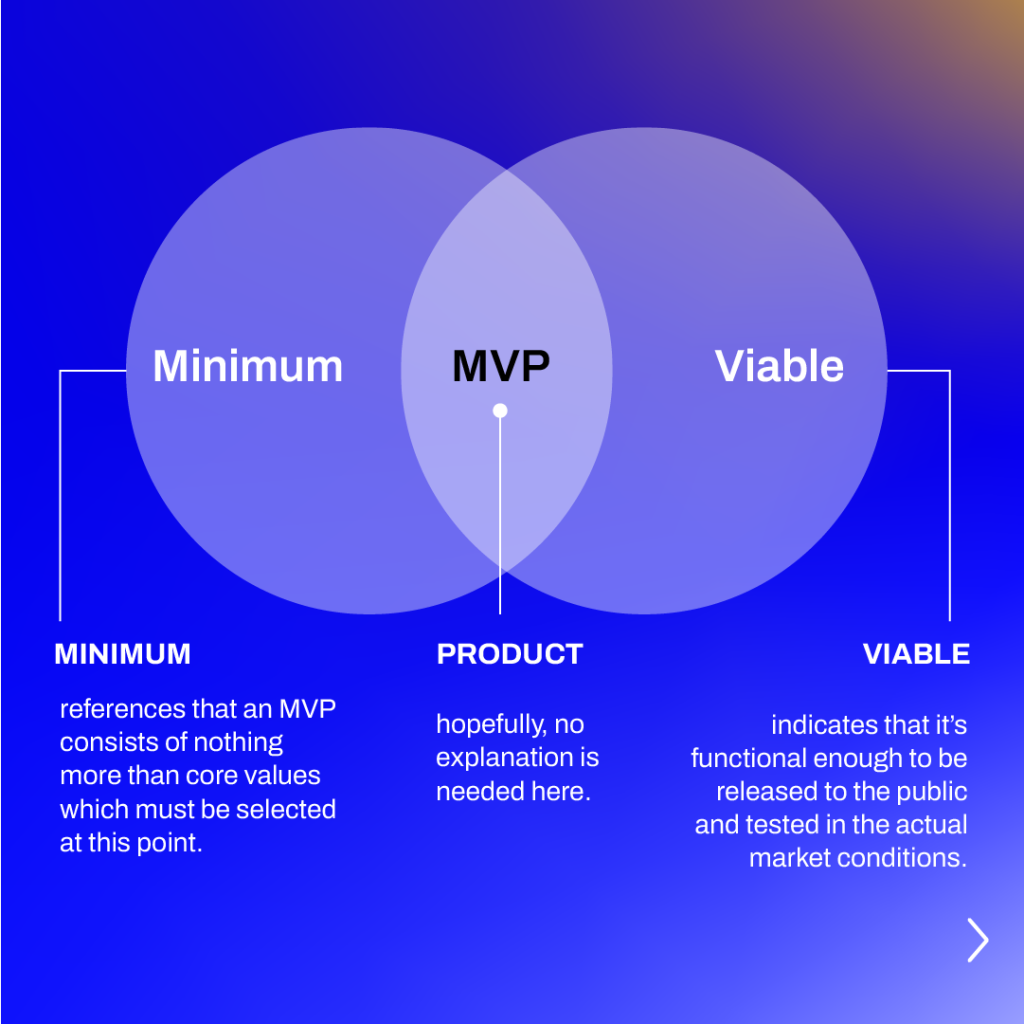 Minimum
MVP
Viable
MINIMUM
references that an MVP
consists of nothing
more than core values
which must be selected
at this point.
PRODUCT
hopefully, no
explanation is
needed here.
VIABLE
indicates that it’s
functional enough to be
released to the public
and tested in the actual
market conditions.